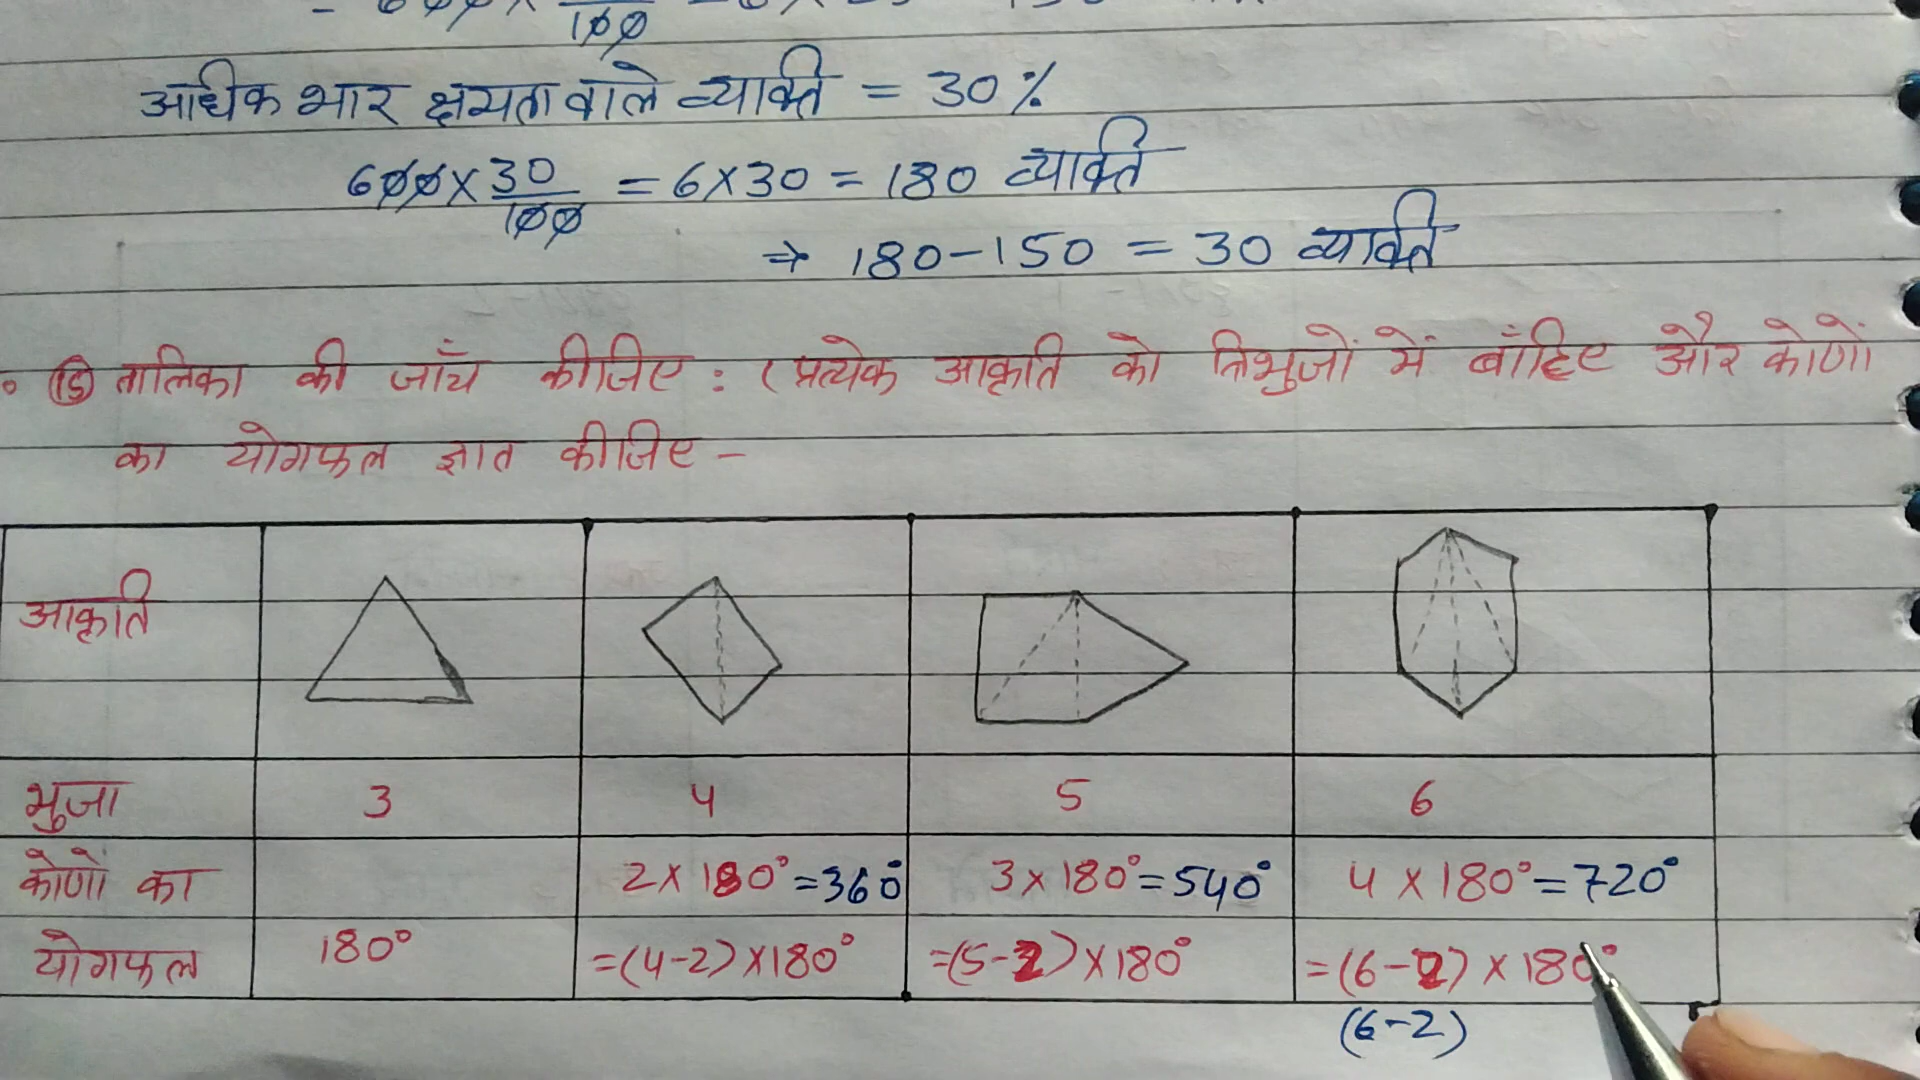 आधिक भार क्षमता वाले व्यक्ति = 30%
600 × 30/100 = 6×30 = 180 व्यक्ति
⇒ 180-150 = 30 व्यक्ति
तालिका की जाँच कीजिए : (प्रत्येक आकृति को त्रिभुजों में बाँटिए और कोणों
का योगफल ज्ञात कीजिए -
आकृति
भुजा 3 4 5 6
कोणों का 2×180°=360° 3×180°=540° 4×180°=720°
योगफल 180° =(4-2)×180° =(5-2)×180° =(6-2)×180°
(6-2)